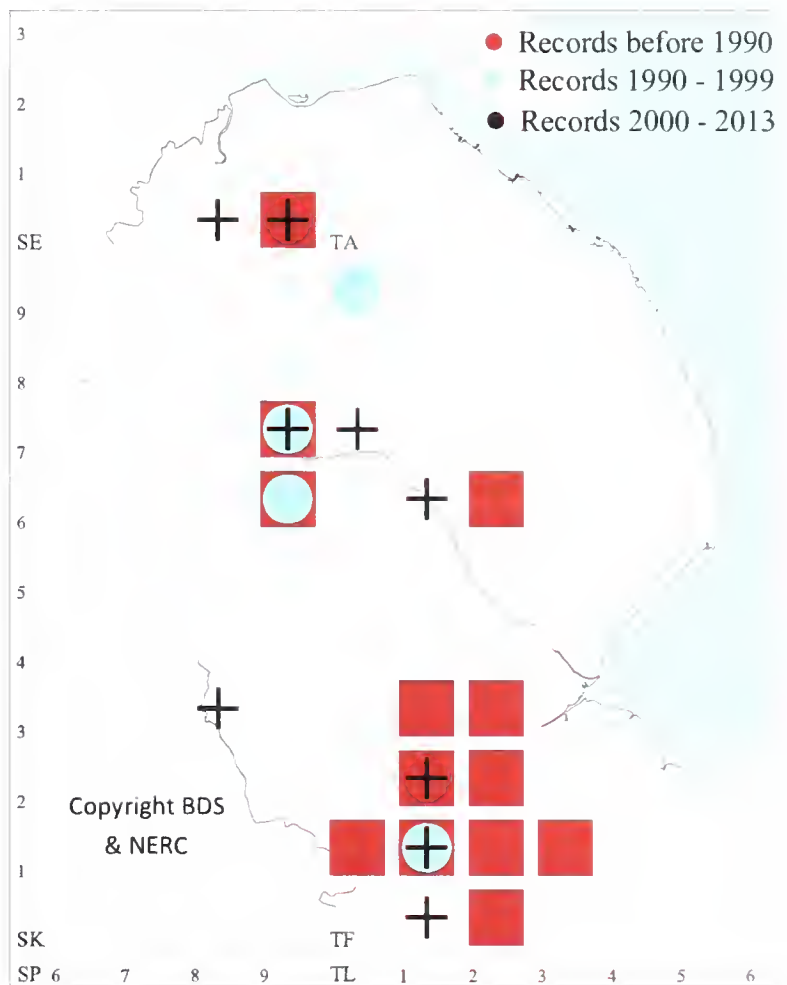 3
Records before 1990
Records 1990 - 1999
2
Records 2000 - 2013
1
SE TA
9
8
7
6
5
4
3
Copyright BDS
& NERC
2
1
SK TF
SP 6 7 8 9 TL 1 2 3 4 5 6